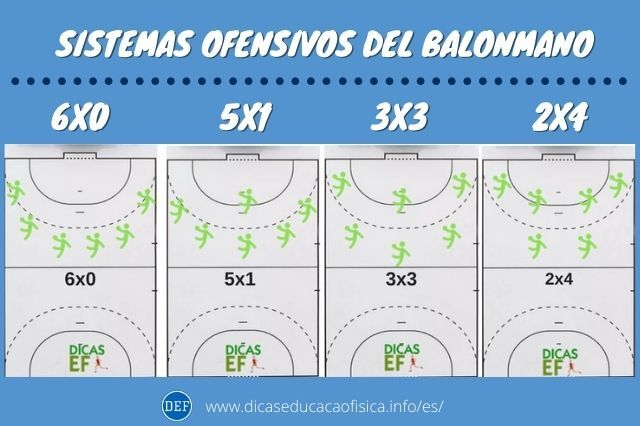 SISTEMAS OFENSIVOS DEL BALONMANO
6X0 5X1 3X3 2X4
6x0 5x1 3x3 2x4
DICAS DICAS DICAS DICAS
EF EF EF EF
DEF www.dicaseducacaofisica.info/es/